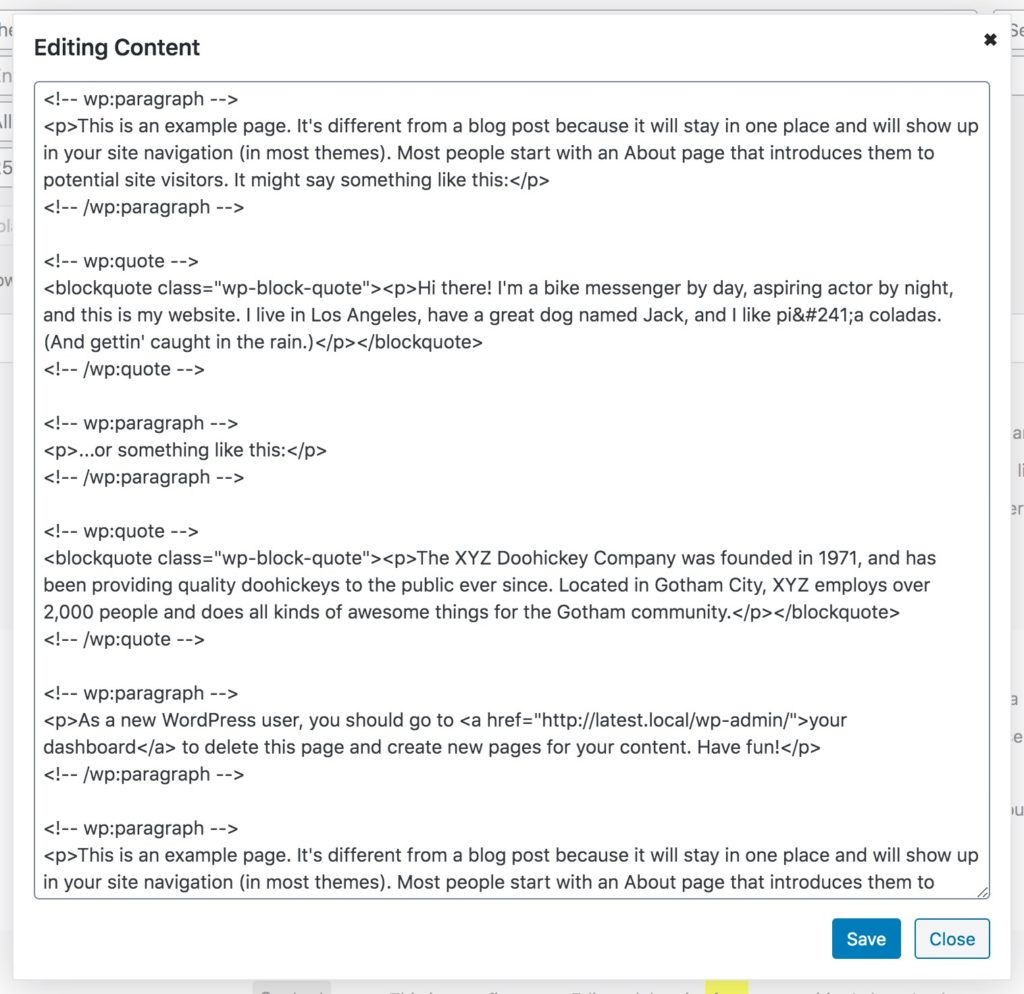 Editing Content
<!-- wp:paragraph -->
<p>This is an example page. It's different from a blog post because it will stay in one place and will show up
in your site navigation (in most themes). Most people start with an About page that introduces them to
potential site visitors. It might say something like this:</p>
<!-- /wp:paragraph -->
<!-- wp:quote -->
<blockquote class="wp-block-quote"><p>Hi there! I'm a bike messenger by day, aspiring actor by night,
and this is my website. I live in Los Angeles, have a great dog named Jack, and I like pi&#241;a coladas.
(And gettin' caught in the rain.)</p></blockquote>
<!-- /wp:quote -->
<!-- wp:paragraph -->
<p>...or something like this:</p>
<!-- /wp:paragraph -->
<!-- wp:quote -->
<blockquote class="wp-block-quote"><p>The XYZ Doohickey Company was founded in 1971, and has
been providing quality doohickeys to the public ever since. Located in Gotham City, XYZ employs over
2,000 people and does all kinds of awesome things for the Gotham community.</p></blockquote>
<!-- /wp:quote -->
<!-- wp:paragraph -->
<p>As a new WordPress user, you should go to <a href="http://latest.local/wp-admin/">your
dashboard</a> to delete this page and create new pages for your content. Have fun!</p>
<!-- /wp:paragraph -->
<!-- wp:paragraph -->
<p>This is an example page. It's different from a blog post because it will stay in one place and will show up
in your site navigation (in most themes). Most people start with an About page that introduces them to
Save
Close